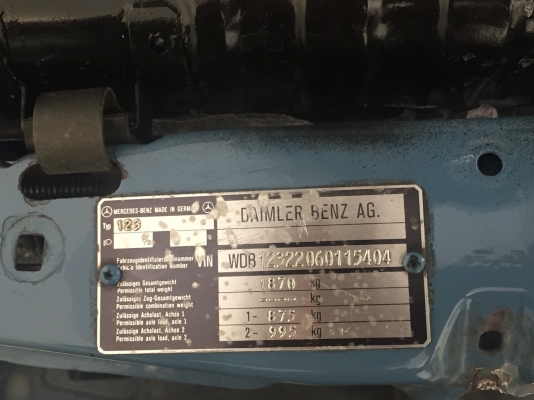 MERCEDES-BENZ MADE IN GERM
DAIMLER BENZ AG.
Typ 123
%
Fahrzeugidentifizierungsnummer
Vehicle Identification Number VIN WDB12322060115404
Zulässiges Gesamtgewicht
Permissible total weight 1870 kg
Zulässiges Zug-Gesamtgewicht
Permissible combination weight ----- kg
Zulässige Achslast, Achse 1
Permissible axle load, axle 1 1- 875 kg
Zulässige Achslast, Achse 2
Permissible axle load, axle 2 2- 995 kg